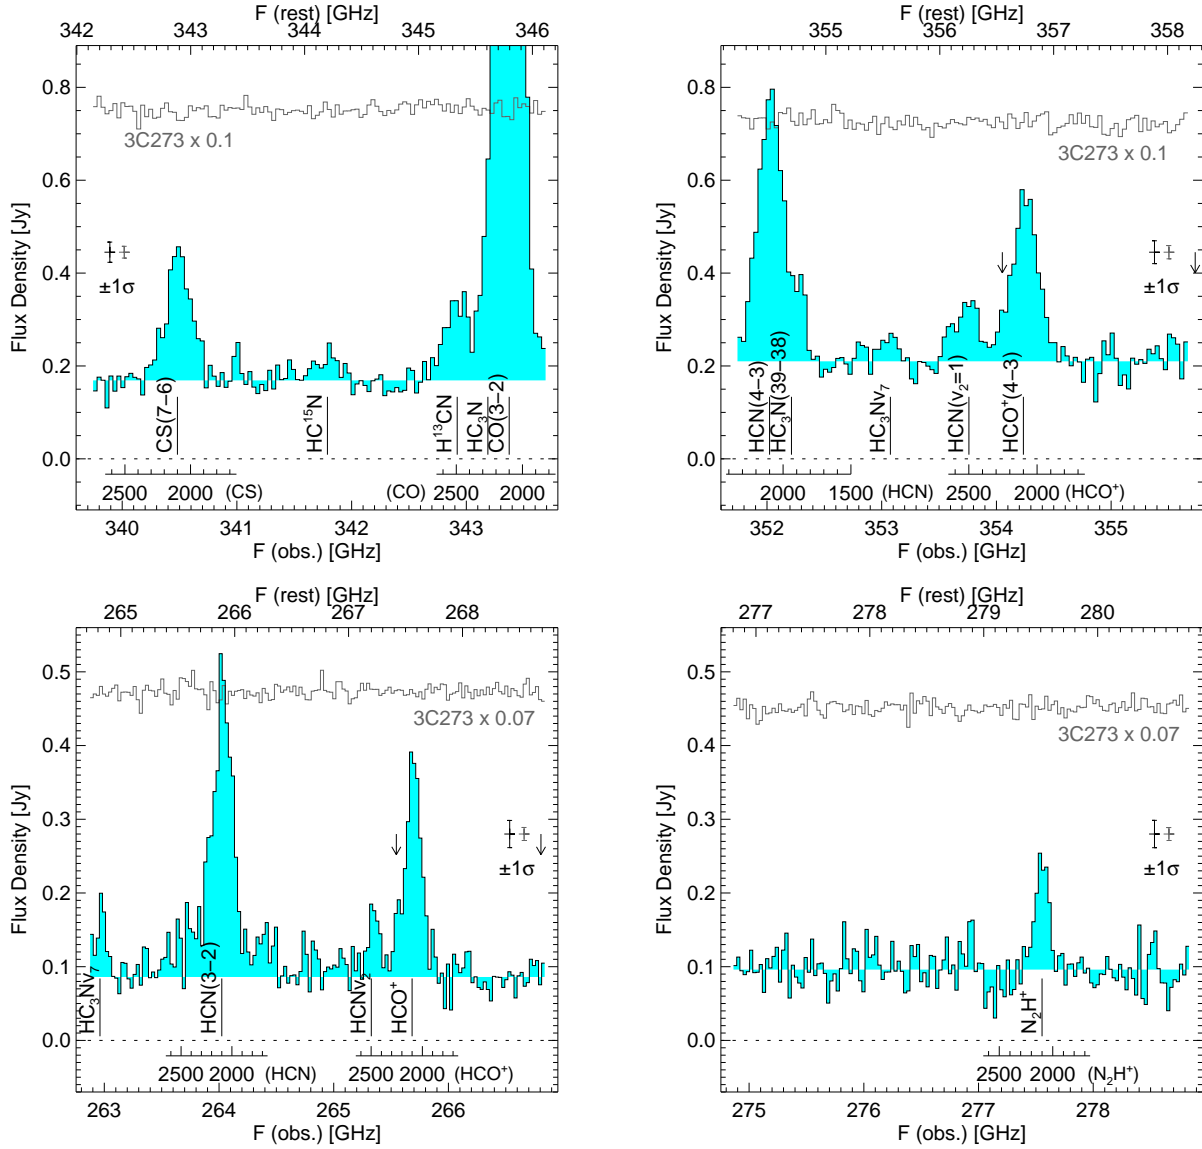 F (rest) [GHz]
342 343 344 345 346
0.8
0.6
0.4
0.2
0.0
Flux Density [Jy]
3C273 x 0.1
±1σ
CS(7−6)
HC¹⁵N
H¹³CN
HC₃N
CO(3−2)
2500 2000 (CS)
(CO) 2500 2000
340 341 342 343
F (obs.) [GHz]
F (rest) [GHz]
355 356 357 358
0.8
0.6
0.4
0.2
0.0
Flux Density [Jy]
3C273 x 0.1
±1σ
HCN(4−3)
HC₃N(39−38)
HC₃Nv₇
HCN(v₂=1)
HCO⁺(4−3)
2000 1500 (HCN)
2500 2000 (HCO⁺)
352 353 354 355
F (obs.) [GHz]
F (rest) [GHz]
265 266 267 268
0.5
0.4
0.3
0.2
0.1
0.0
Flux Density [Jy]
3C273 x 0.07
±1σ
HC₃Nv₇
HCN(3−2)
HCNv₂
HCO⁺
2500 2000 (HCN)
2500 2000 (HCO⁺)
263 264 265 266
F (obs.) [GHz]
F (rest) [GHz]
277 278 279 280
0.5
0.4
0.3
0.2
0.1
0.0
Flux Density [Jy]
3C273 x 0.07
±1σ
N₂H⁺
2500 2000 (N₂H⁺)
275 276 277 278
F (obs.) [GHz]